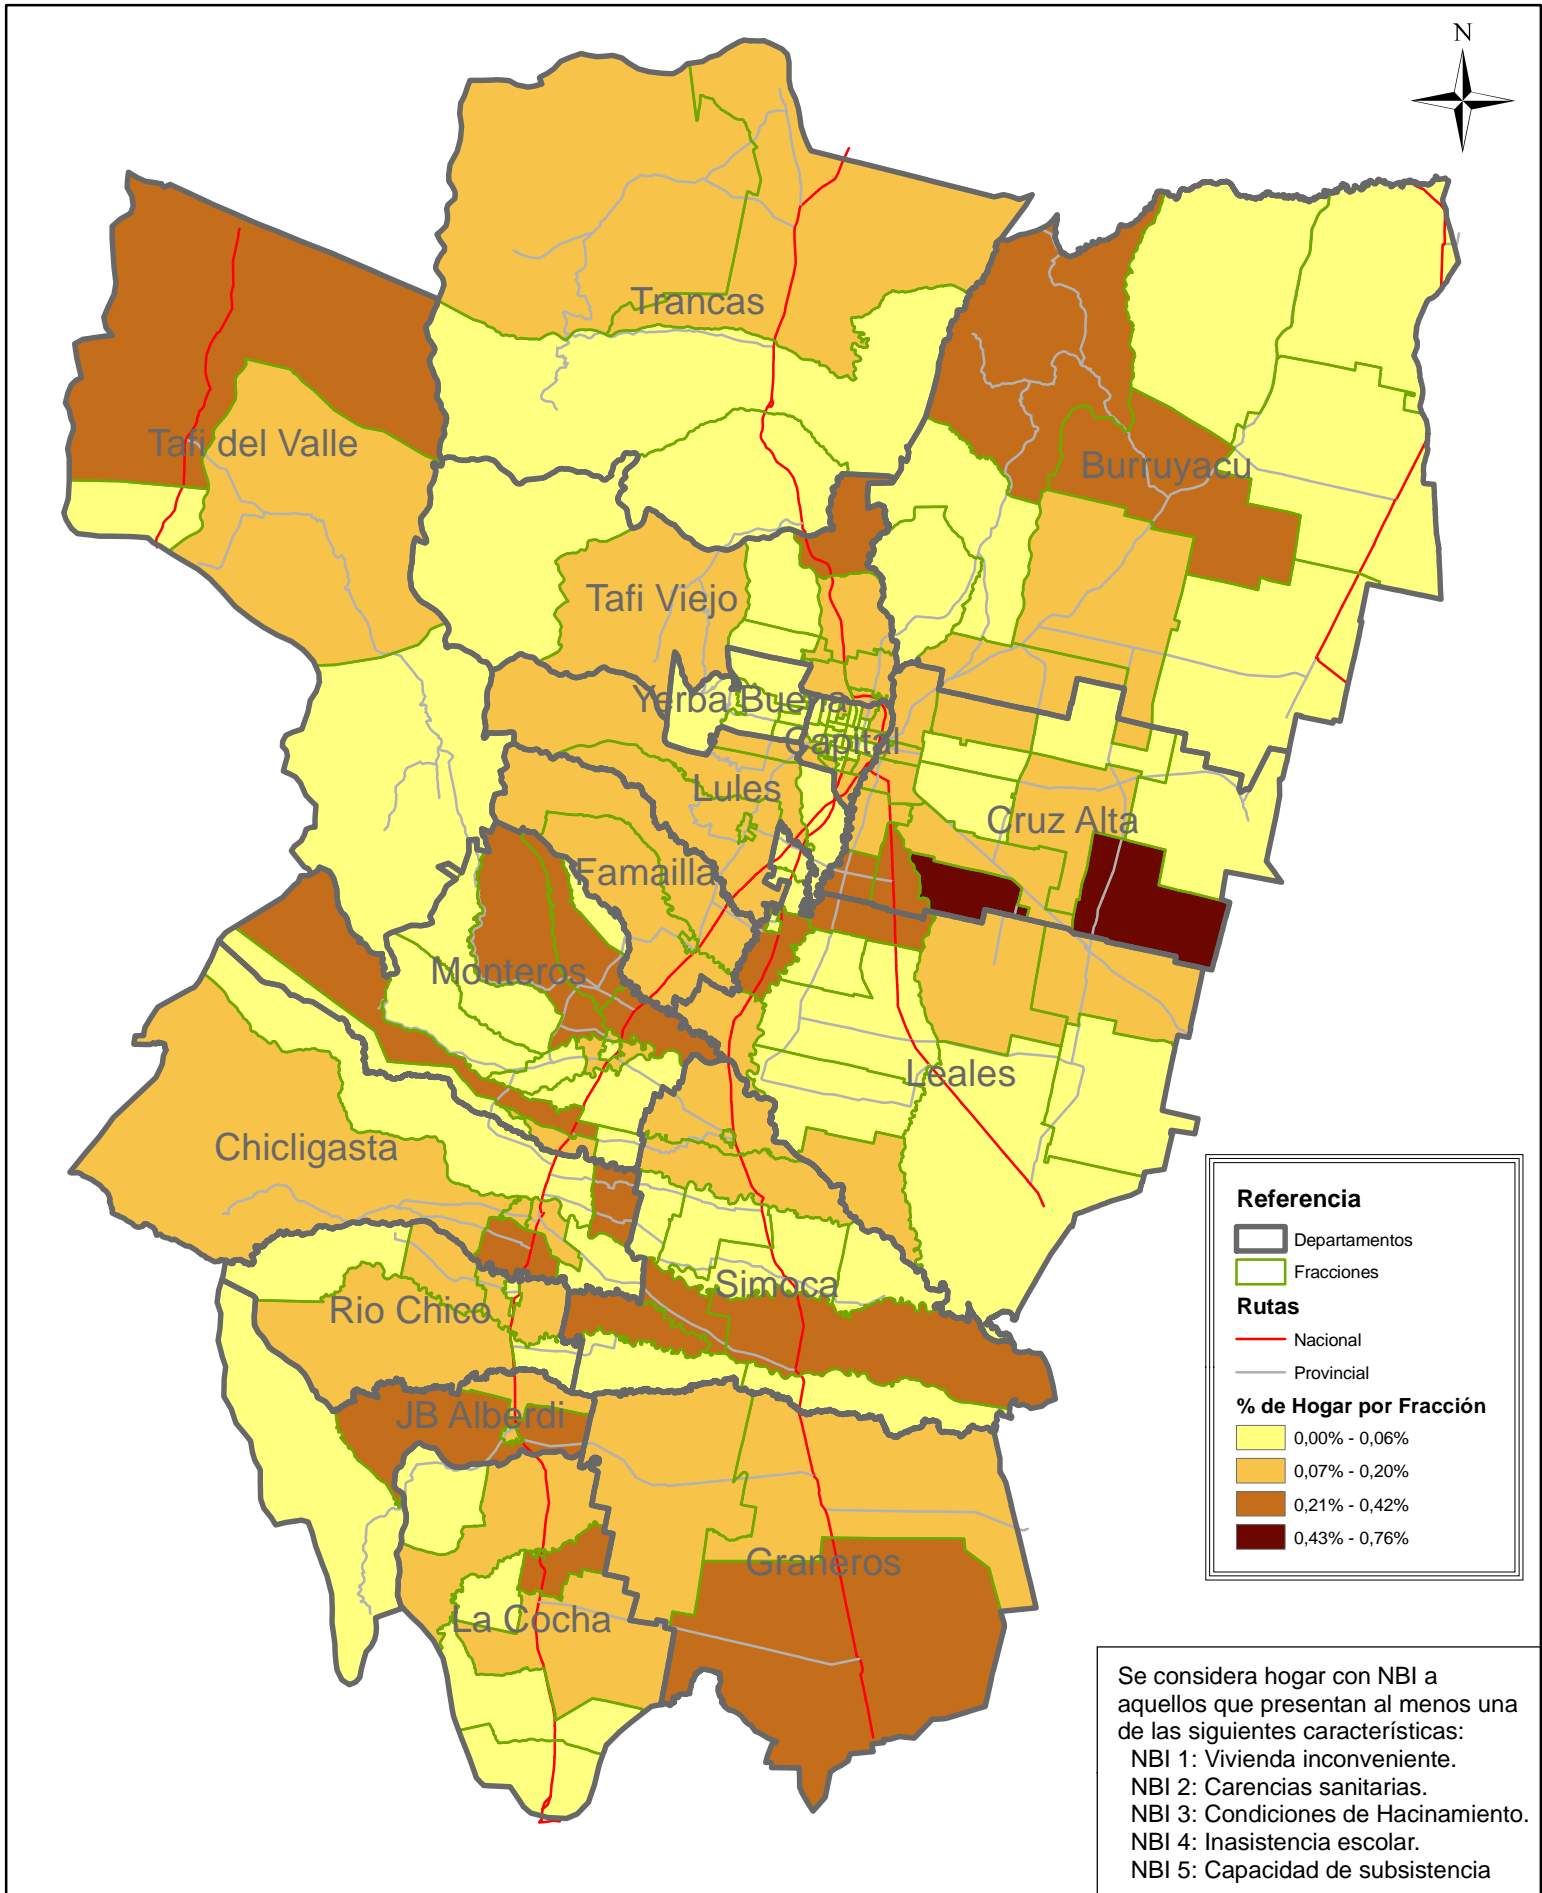 N
Trancas
Tafi del Valle
Burruyacu
Tafi Viejo
Yerba Buena
Capital
Lules
Cruz Alta
Famailla
Monteros
Leales
Chicligasta
Simoca
Rio Chico
JB Alberdi
Graneros
La Cocha
Referencia
Departamentos
Fracciones
Rutas
Nacional
Provincial
% de Hogar por Fracción
0,00% - 0,06%
0,07% - 0,20%
0,21% - 0,42%
0,43% - 0,76%
Se considera hogar con NBI a
aquellos que presentan al menos una
de las siguientes característicias:
NBI 1: Vivienda inconveniente.
NBI 2: Carencias sanitarias.
NBI 3: Condiciones de Hacinamiento.
NBI 4: Inasistencia escolar.
NBI 5: Capacidad de subsistencia